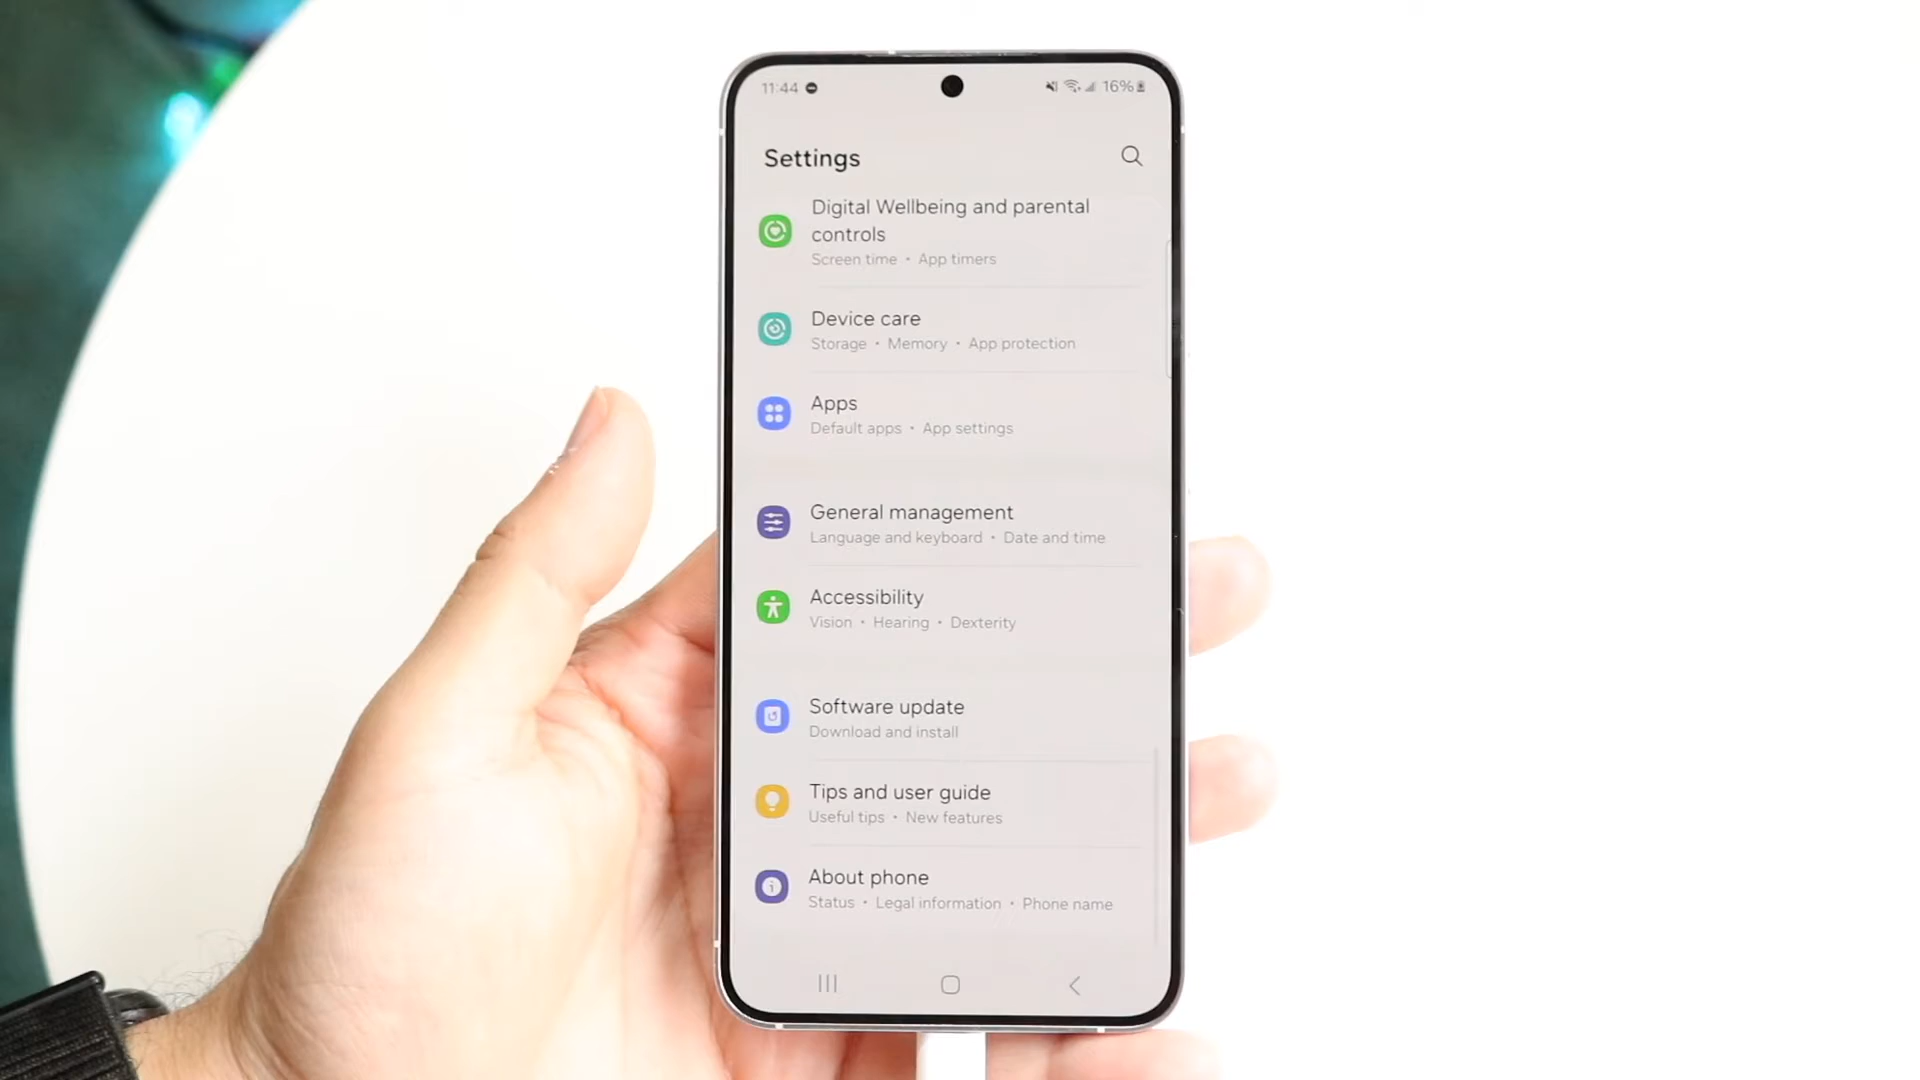 11:44 16%
Settings
Digital Wellbeing and parental
controls
Screen time • App timers
Device care
Storage • Memory • App protection
Apps
Default apps • App settings
General management
Language and keyboard • Date and time
Accessibility
Vision • Hearing • Dexterity
Software update
Download and install
Tips and user guide
Useful tips • New features
About phone
Status • Legal information • Phone name